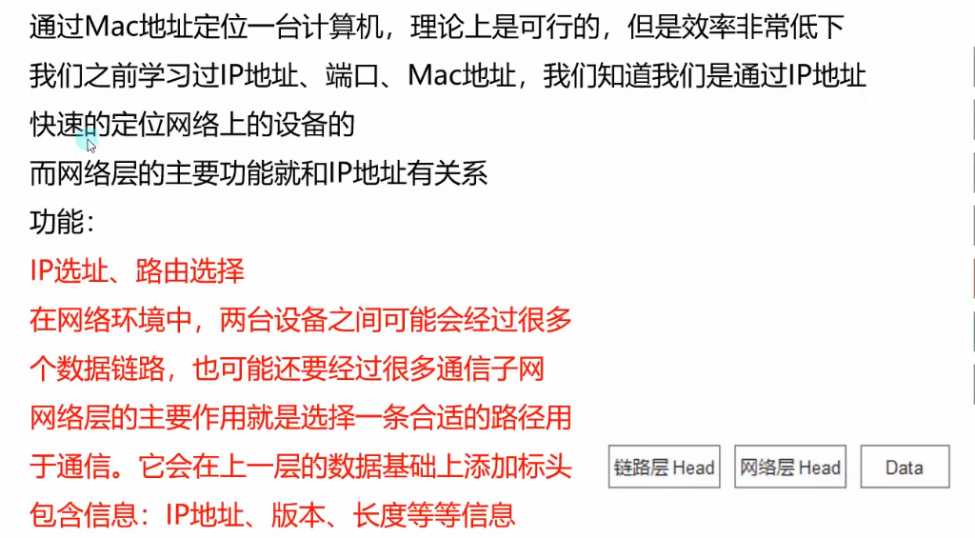 通过Mac地址定位一台计算机，理论上是可行的，但是效率非常低下
我们之前学习过IP地址、端口、Mac地址，我们知道我们是通过IP地址
快速的定位网络上的设备的
而网络层的主要功能就和IP地址有关系
功能：
IP选址、路由选择
在网络环境中，两台设备之间可能会经过很多
个数据链路，也可能还要经过很多通信子网
网络层的主要作用就是选择一条合适的路径用
于通信。它会在上一层的数据基础上添加标头
包含信息：IP地址、版本、长度等等信息
链路层 Head
网络层 Head
Data